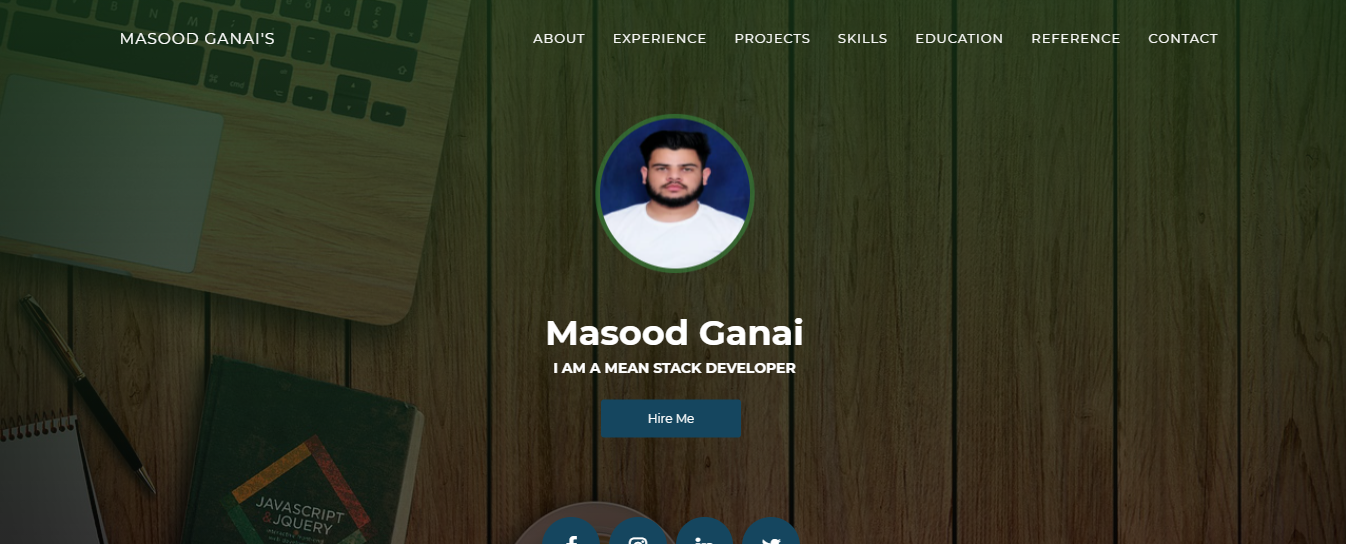 MASOOD GANAI'S
ABOUT EXPERIENCE PROJECTS SKILLS EDUCATION REFERENCE CONTACT
Masood Ganai
I AM A MEAN STACK DEVELOPER
Hire Me
JAVASCRIPT
&JQUERY